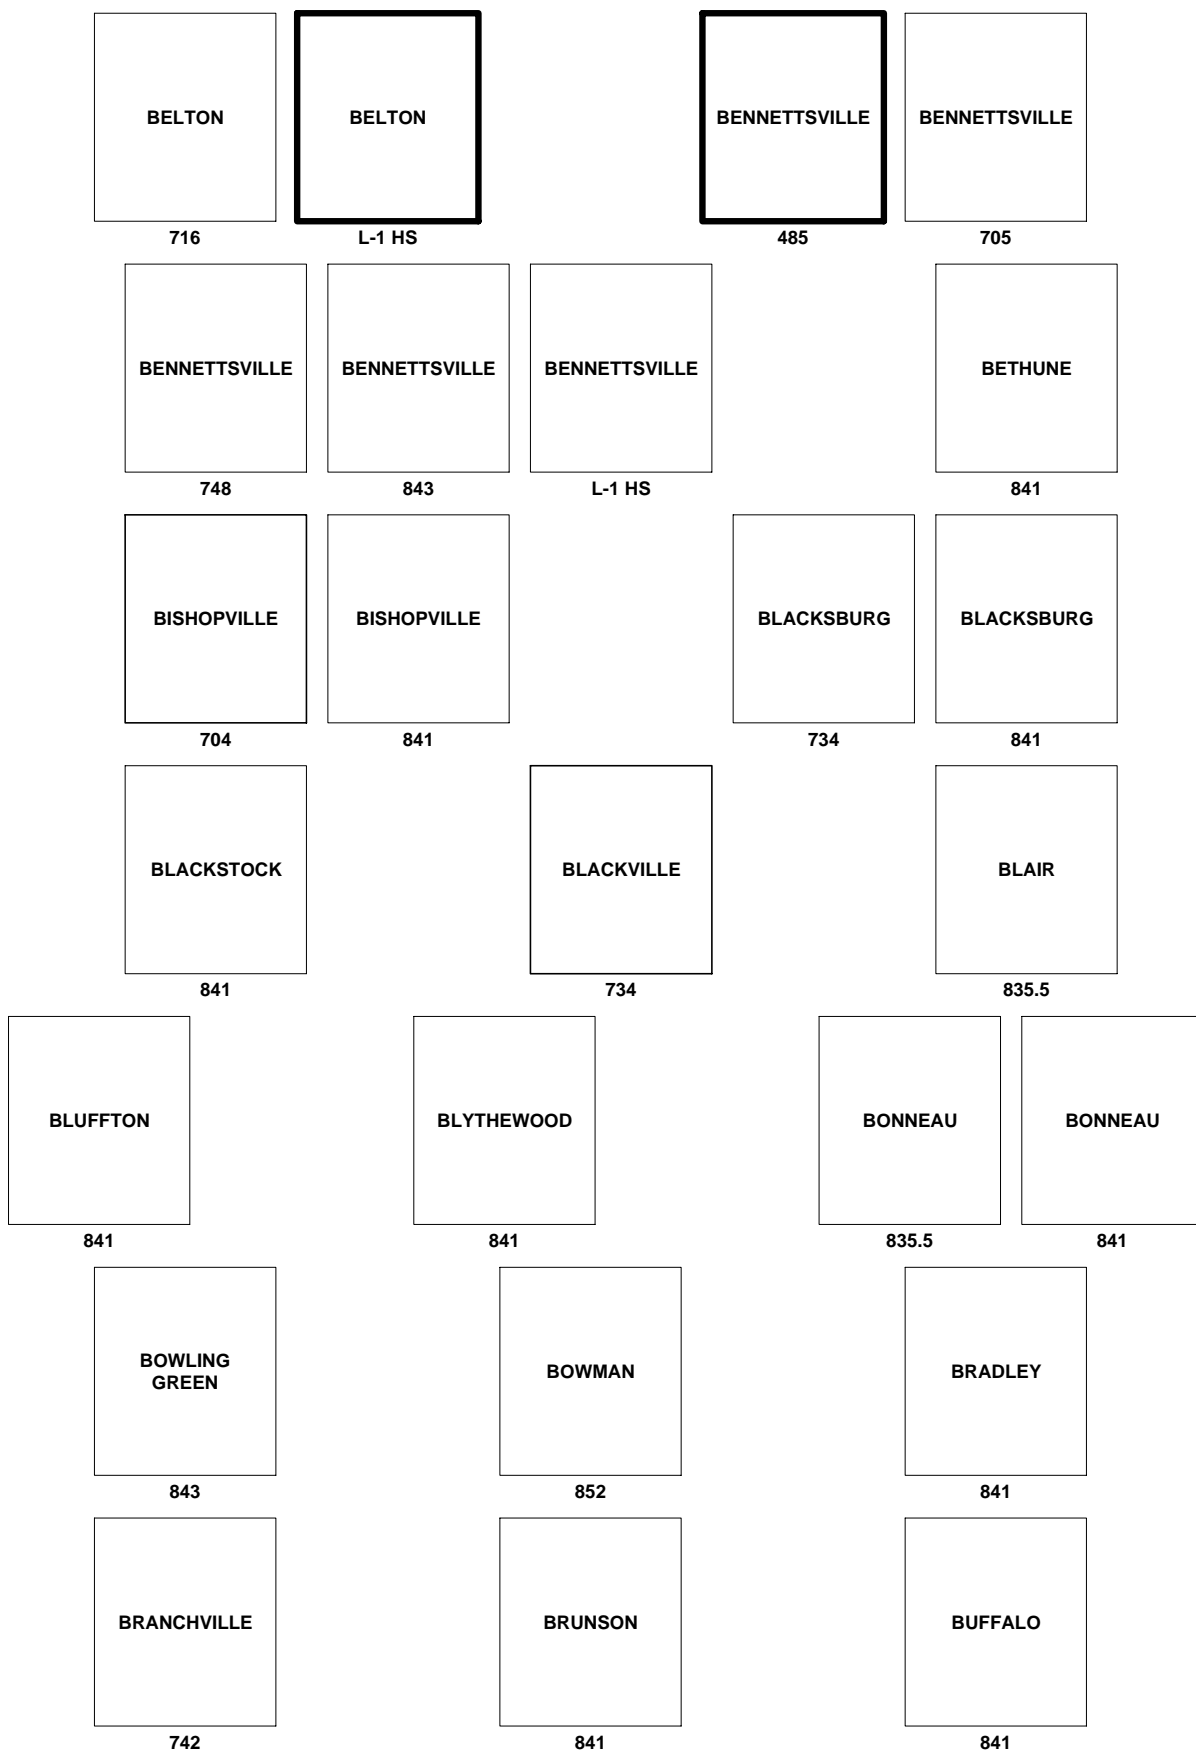 BELTON
BELTON
BENNETTSVILLE
BENNETTSVILLE
716
L-1 HS
485
705
BENNETTSVILLE
BENNETTSVILLE
BENNETTSVILLE
BETHUNE
748
843
L-1 HS
841
BISHOPVILLE
BISHOPVILLE
BLACKSBURG
BLACKSBURG
704
841
734
841
BLACKSTOCK
BLACKVILLE
BLAIR
841
734
835.5
BLUFFTON
BLYTHEWOOD
BONNEAU
BONNEAU
841
841
835.5
841
BOWLING
GREEN
BOWMAN
BRADLEY
843
852
841
BRANCHVILLE
BRUNSON
BUFFALO
742
841
841